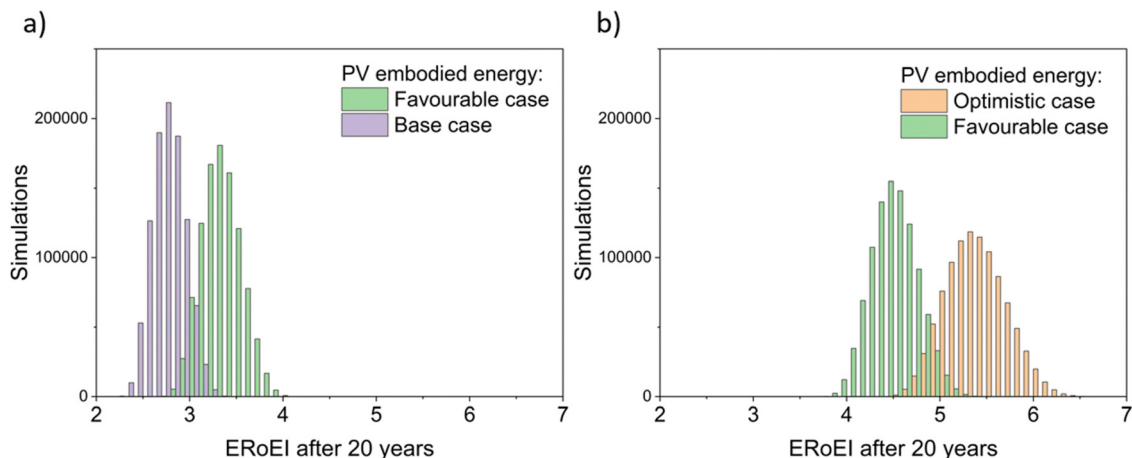 a)
PV embodied energy:
Favourable case
Base case
200000
100000
0
Simulations
2 3 4 5 6 7
ERoEI after 20 years
b)
PV embodied energy:
Optimistic case
Favourable case
200000
100000
0
Simulations
2 3 4 5 6 7
ERoEI after 20 years